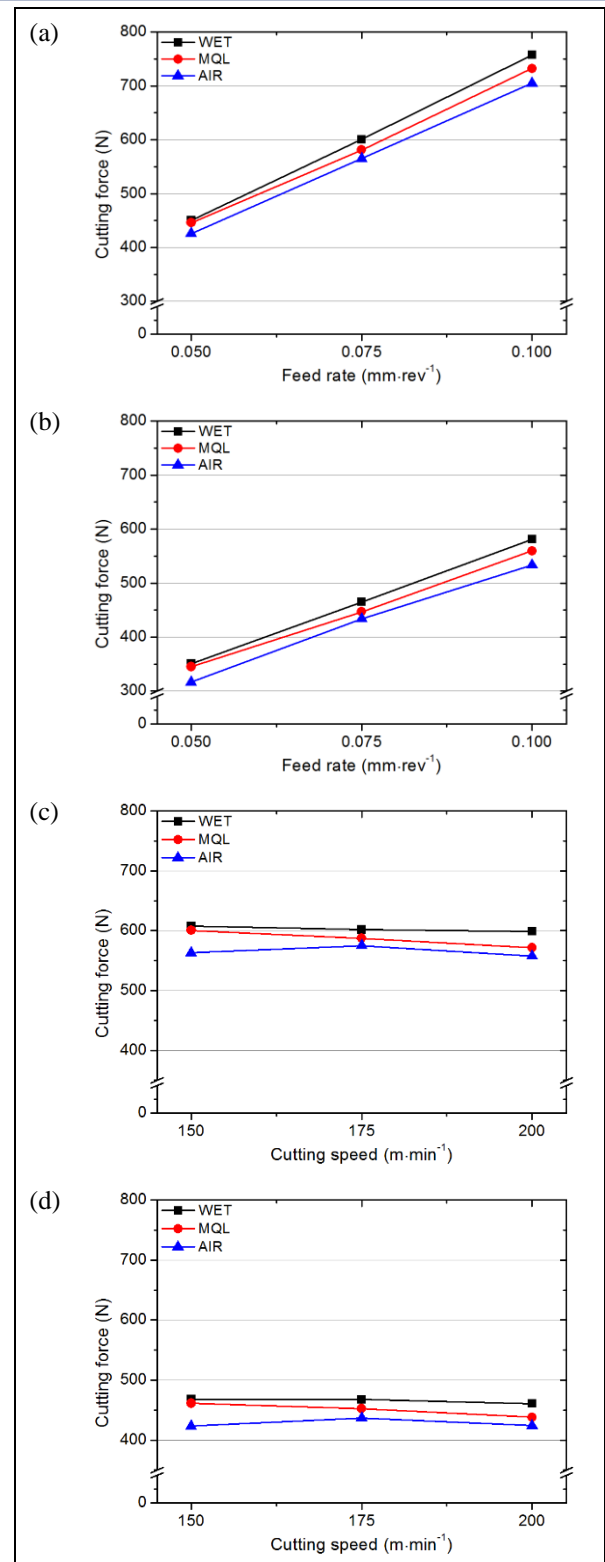 (a)
800
WET
MQL
AIR
700
600
500
400
300
0
Cutting force (N)
0.050 0.075 0.100
Feed rate (mm·rev⁻¹)
(b)
800
WET
MQL
AIR
700
600
500
400
300
0
Cutting force (N)
0.050 0.075 0.100
Feed rate (mm·rev⁻¹)
(c)
800
WET
MQL
AIR
700
600
500
400
0
Cutting force (N)
150 175 200
Cutting speed (m·min⁻¹)
(d)
800
WET
MQL
AIR
700
600
500
400
0
Cutting force (N)
150 175 200
Cutting speed (m·min⁻¹)